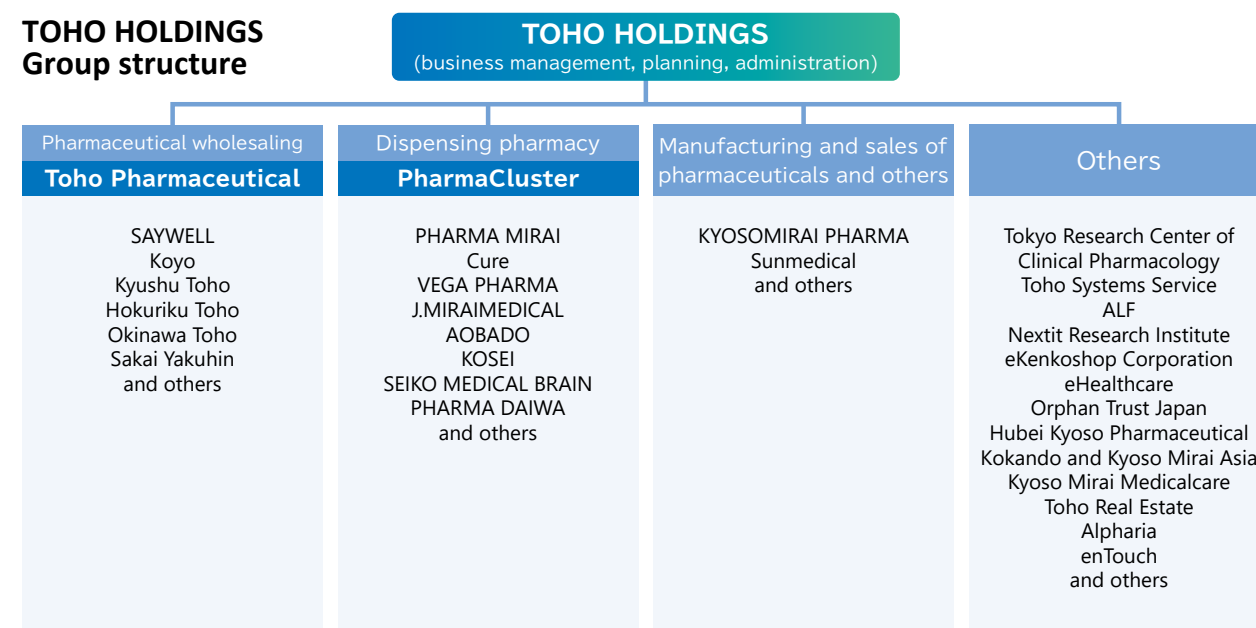 TOHO HOLDINGS
Group structure
TOHO HOLDINGS
(business management, planning, administration)
Pharmaceutical wholesaling
Toho Pharmaceutical
SAYWELL
Koyo
Kyushu Toho
Hokuriku Toho
Okinawa Toho
Sakai Yakuhin
and others
Dispensing pharmacy
PharmaCluster
PHARMA MIRAI
Cure
VEGA PHARMA
J.MIRAIMEDICAL
AOBADO
KOSEI
SEIKO MEDICAL BRAIN
PHARMA DAIWA
and others
Manufacturing and sales of
pharmaceuticals and others
KYOSOMIRAI PHARMA
Sunmedical
and others
Others
Tokyo Research Center of
Clinical Pharmacology
Toho Systems Service
ALF
Nextit Research Institute
eKenkoshop Corporation
eHealthcare
Orphan Trust Japan
Hubei Kyoso Pharmaceutical
Kokando and Kyoso Mirai Asia
Kyoso Mirai Medicalcare
Toho Real Estate
Alpharia
enTouch
and others